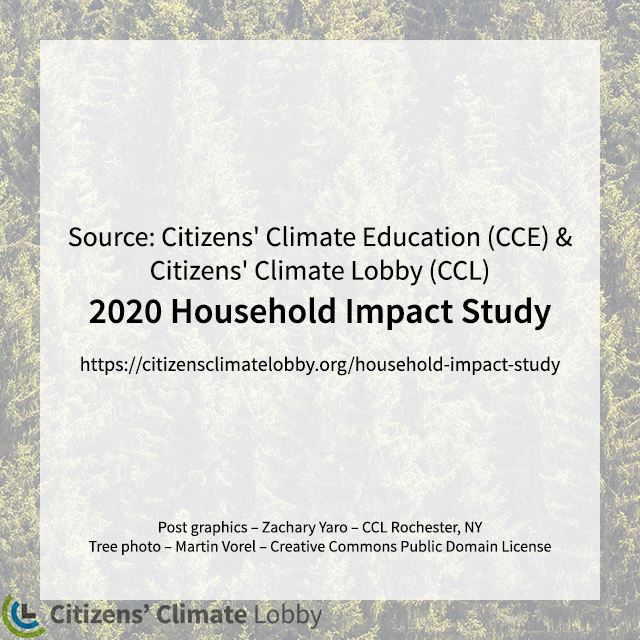 Source: Citizens' Climate Education (CCE) &
Citizens' Climate Lobby (CCL)
2020 Household Impact Study
https://citizensclimatelobby.org/household-impact-study
Post graphics – Zachary Yaro – CCL Rochester, NY
Tree photo – Martin Vorel – Creative Commons Public Domain License
Citizens’ Climate Lobby